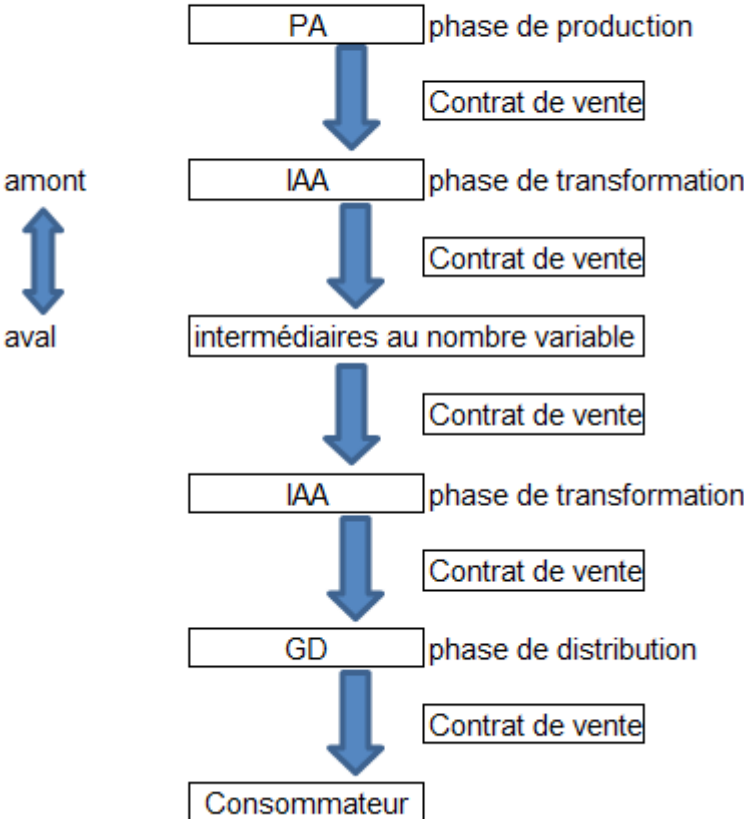 PA phase de production
Contrat de vente
amont IAA phase de transformation
Contrat de vente
aval intermédiaires au nombre variable
Contrat de vente
IAA phase de transformation
Contrat de vente
GD phase de distribution
Contrat de vente
Consommateur